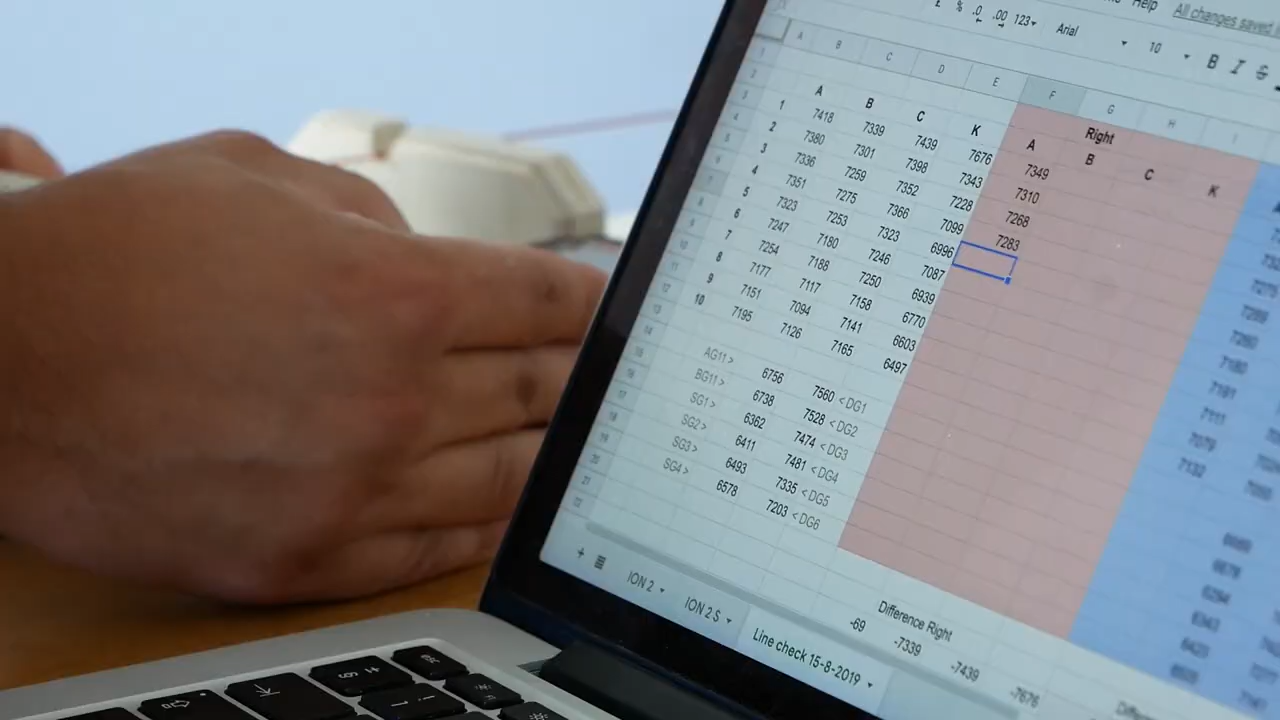 Help All changes saved
£ % .0 .00 123 Arial 10 B I S
A B C D E F G H I
A B C K Right
A B C K
1 7418 7339 7439 7676 7349
2 7380 7301 7398 7343 7310
3 7336 7259 7352 7228 7268
4 7351 7275 7366 7099 7283
5 7323 7253 7323 6996
6 7247 7180 7246 7087
7 7254 7188 7250 6939
8 7177 7117 7158 6770
9 7151 7094 7141 6603
10 7195 7126 7165 6497
AG11 > 6756 7560 < DG1
BG11 > 6738 7528 < DG2
SG1 > 6362 7474 < DG3
SG2 > 6411 7481 < DG4
SG3 > 6493 7335 < DG5
SG4 > 6578 7203 < DG6
Difference Right
-69 -7339 -7439 -7676
+ ION 2 ION 2 S Line check 15-8-2019